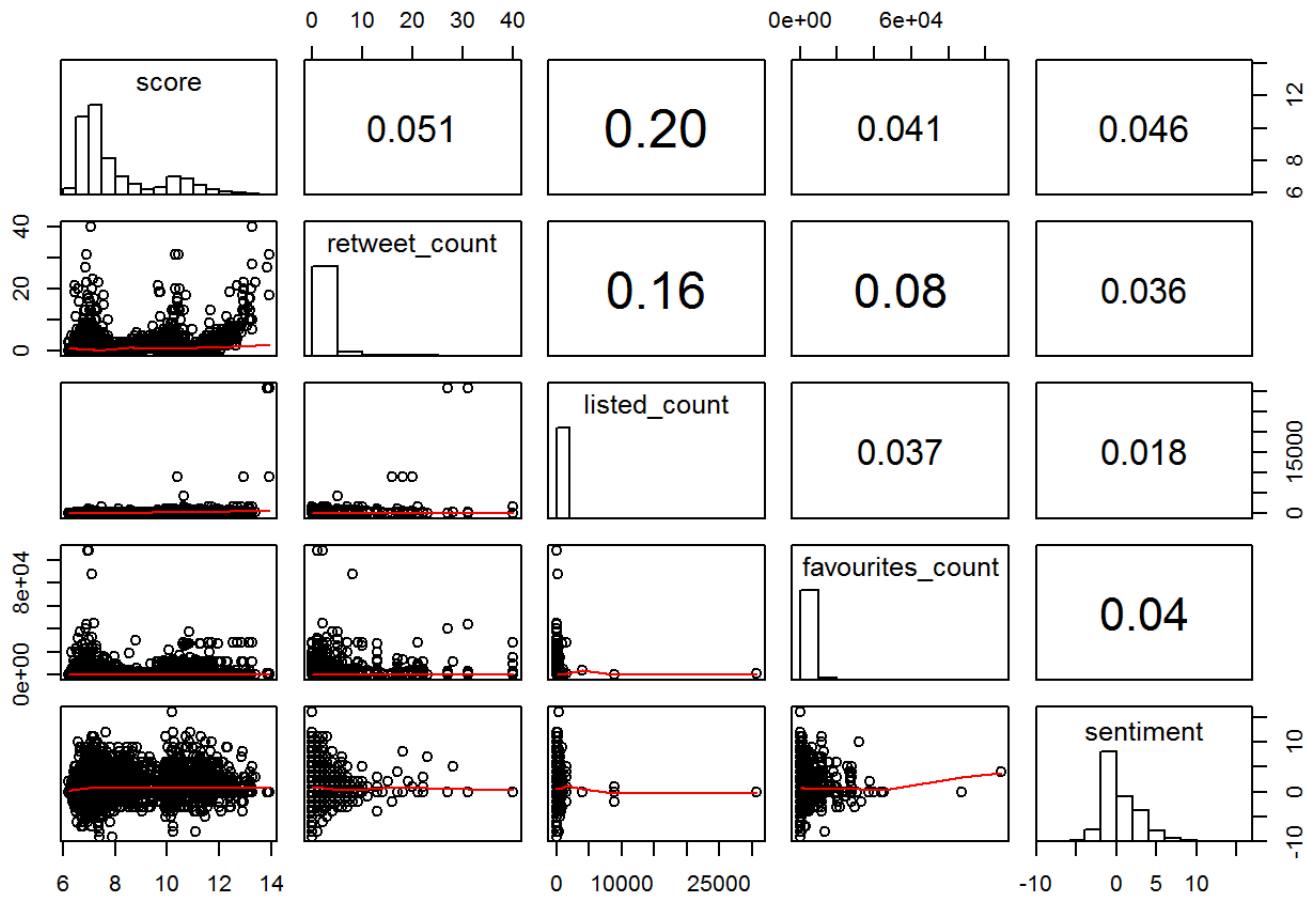 0 10 20 30 40 0e+00 6e+04
score 0.051 0.20 0.041 0.046 6 8 12
0 20 40 retweet_count 0.16 0.08 0.036
listed_count 0.037 0.018 0 15000
0e+00 8e+04 favourites_count 0.04
sentiment -10 0 10
6 8 10 12 14 0 10000 25000 -10 0 5 10